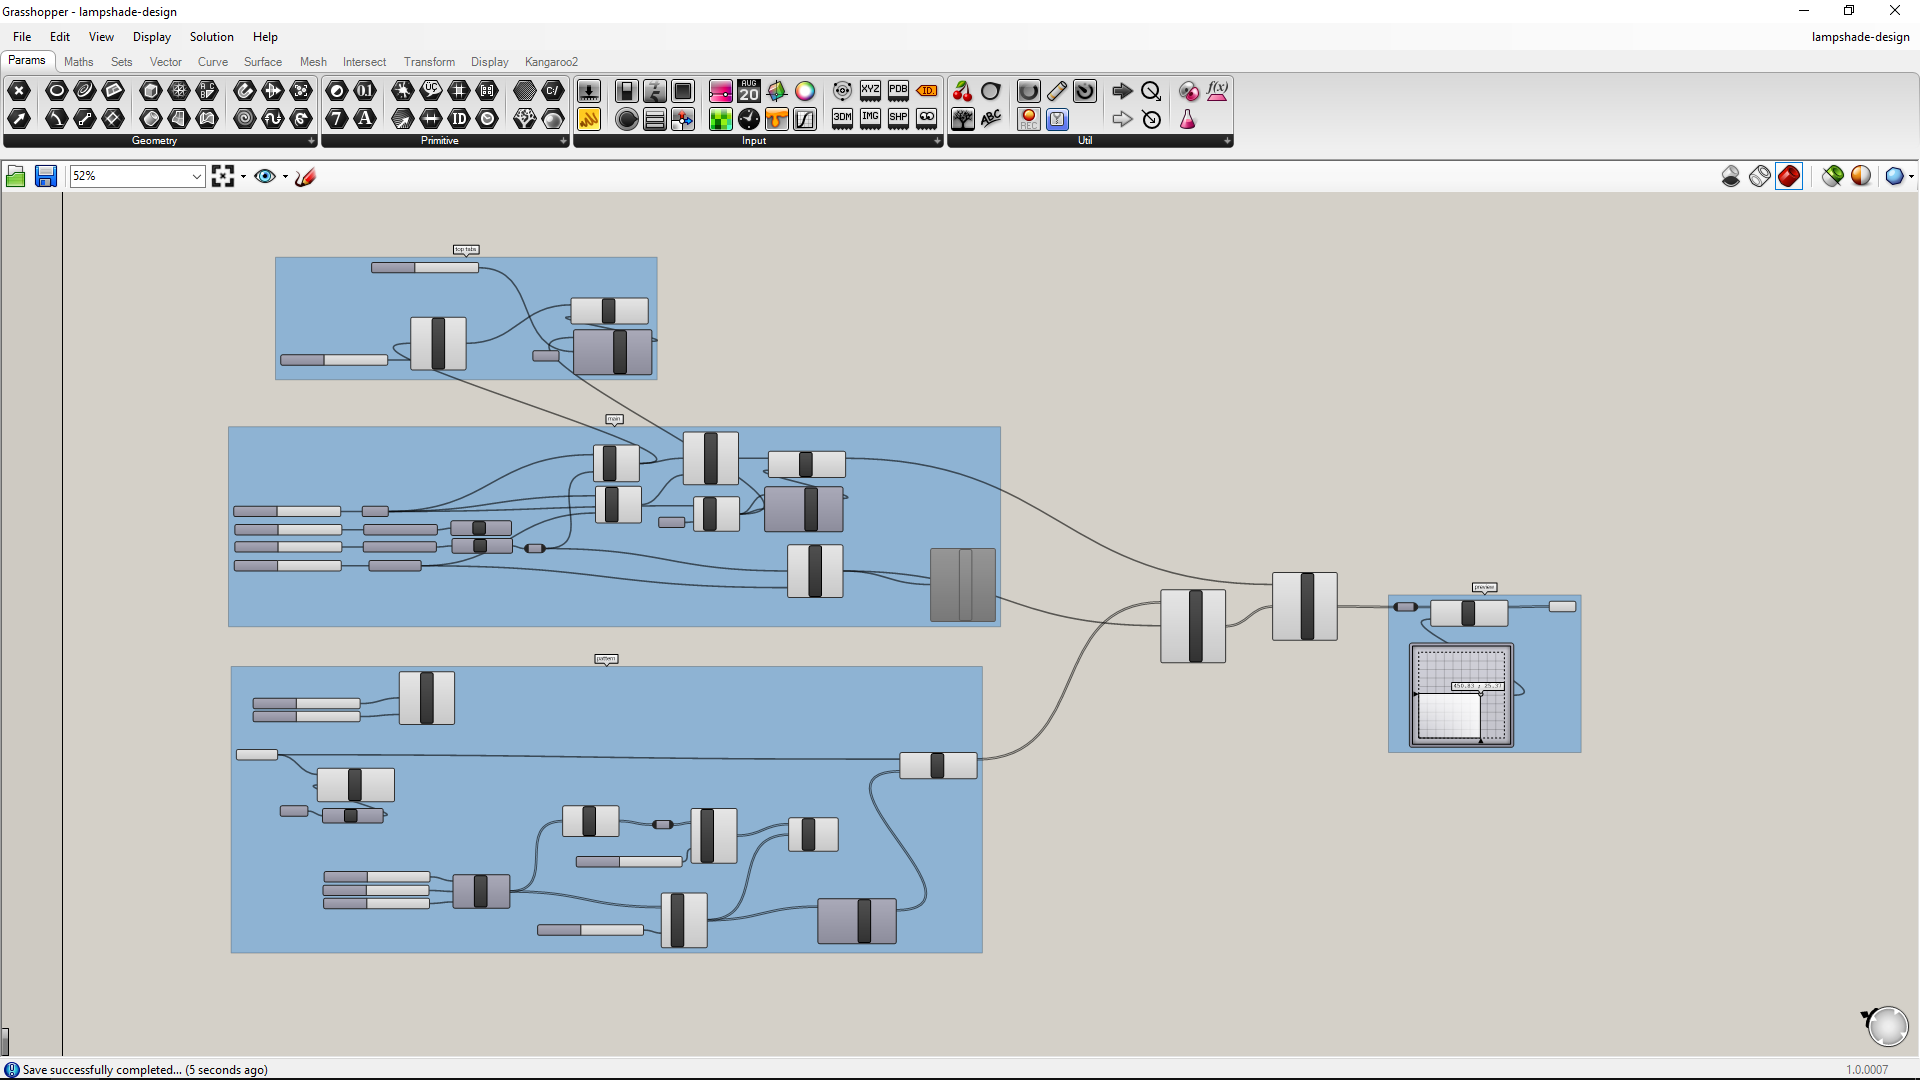 Grasshopper - lampshade-design
File Edit View Display Solution Help lampshade-design
Params Maths Sets Vector Curve Surface Mesh Intersect Transform Display Kangaroo2
Geometry Primitive Input Util
52%
top tabs
main
preview
pattern
Save successfully completed... (5 seconds ago) 1.0.0007